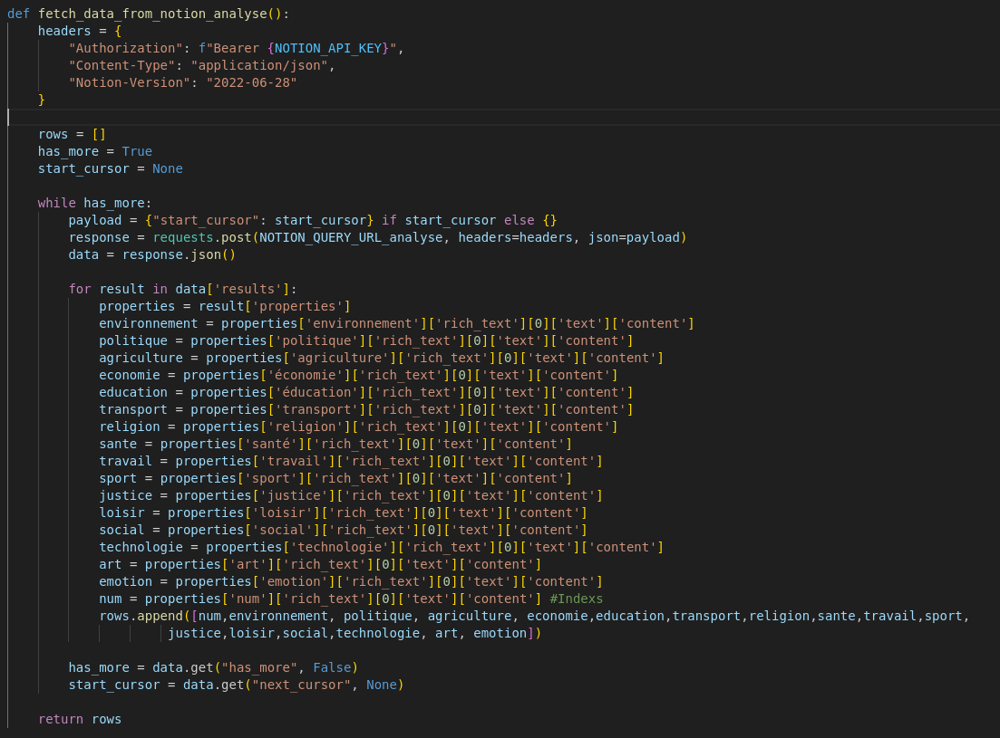 def fetch_data_from_notion_analyse():
    headers = {
        "Authorization": f"Bearer {NOTION_API_KEY}",
        "Content-Type": "application/json",
        "Notion-Version": "2022-06-28"
    }
    rows = []
    has_more = True
    start_cursor = None
    while has_more:
        payload = {"start_cursor": start_cursor} if start_cursor else {}
        response = requests.post(NOTION_QUERY_URL_analyse, headers=headers, json=payload)
        data = response.json()
        for result in data['results']:
            properties = result['properties']
            environnement = properties['environnement']['rich_text'][0]['text']['content']
            politique = properties['politique']['rich_text'][0]['text']['content']
            agriculture = properties['agriculture']['rich_text'][0]['text']['content']
            economie = properties['économie']['rich_text'][0]['text']['content']
            education = properties['éducation']['rich_text'][0]['text']['content']
            transport = properties['transport']['rich_text'][0]['text']['content']
            religion = properties['religion']['rich_text'][0]['text']['content']
            sante = properties['santé']['rich_text'][0]['text']['content']
            travail = properties['travail']['rich_text'][0]['text']['content']
            sport = properties['sport']['rich_text'][0]['text']['content']
            justice = properties['justice']['rich_text'][0]['text']['content']
            loisir = properties['loisir']['rich_text'][0]['text']['content']
            social = properties['social']['rich_text'][0]['text']['content']
            technologie = properties['technologie']['rich_text'][0]['text']['content']
            art = properties['art']['rich_text'][0]['text']['content']
            emotion = properties['emotion']['rich_text'][0]['text']['content']
            num = properties['num']['rich_text'][0]['text']['content'] #Indexs
            rows.append([num,environnement, politique, agriculture, economie,education,transport,religion,sante,travail,sport,
                     justice,loisir,social,technologie, art, emotion])
        has_more = data.get("has_more", False)
        start_cursor = data.get("next_cursor", None)
    return rows